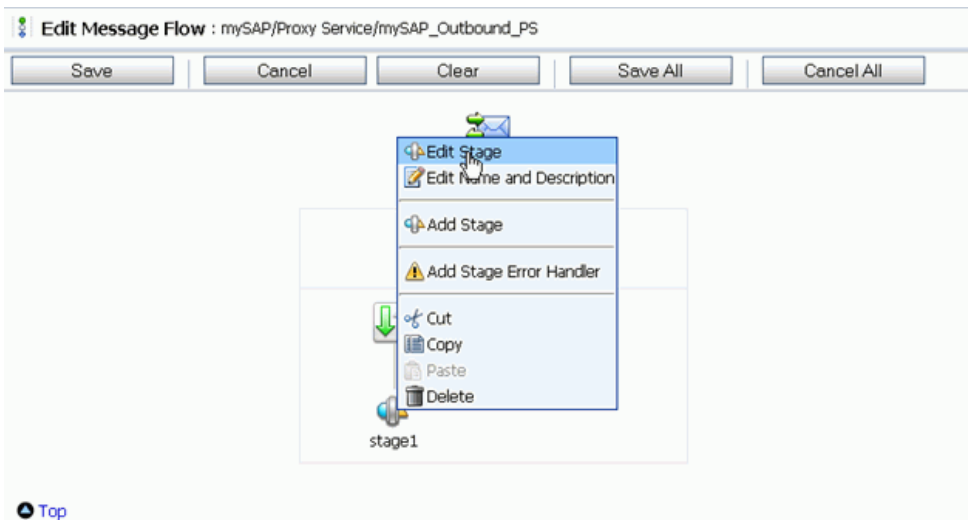 Edit Message Flow : mySAP/Proxy Service/mySAP_Outbound_PS
Save Cancel Clear Save All Cancel All
Edit Stage
Edit Name and Description
Add Stage
Add Stage Error Handler
Cut
Copy
Paste
Delete
stage1
Top